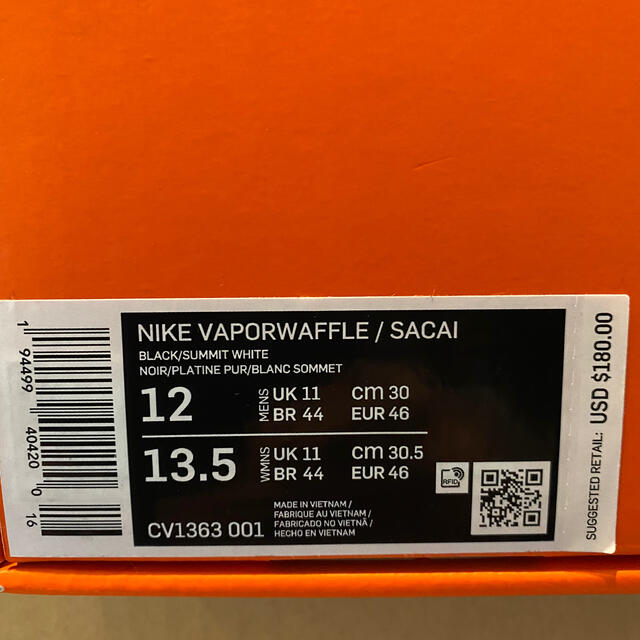 NIKE VAPORWAFFLE / SACAI
BLACK/SUMMIT WHITE
NOIR/PLATINE PUR/BLANC SOMMET
12 MENS UK 11 cm 30
BR 44 EUR 46
13.5 WMNS UK 11 cm 30.5
BR 44 EUR 46
RFID
CV1363 001
MADE IN VIETNAM /
FABRIQUE AU VIETNAM /
FABRICADO NO VIETNÃ /
HECHO EN VIETNAM
1 94499 40420 0 16
SUGGESTED RETAIL: USD $180.00